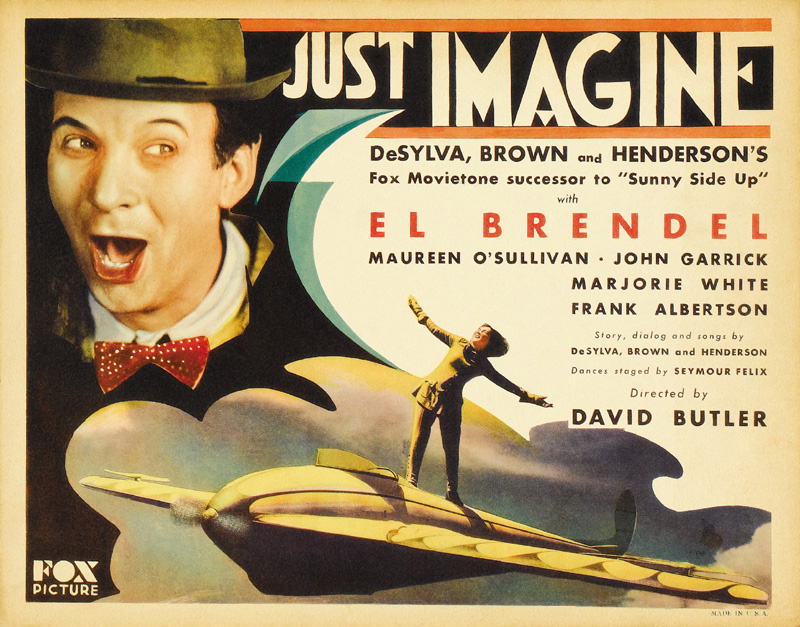 JUST IMAGINE
DeSYLVA, BROWN and HENDERSON'S
Fox Movietone successor to "Sunny Side Up"
with
EL BRENDEL
MAUREEN O'SULLIVAN · JOHN GARRICK
MARJORIE WHITE
FRANK ALBERTSON
Story, dialog and songs by
DeSYLVA, BROWN and HENDERSON
Dances staged by SEYMOUR FELIX
Directed by
DAVID BUTLER
FOX
PICTURE
MADE IN U.S.A.